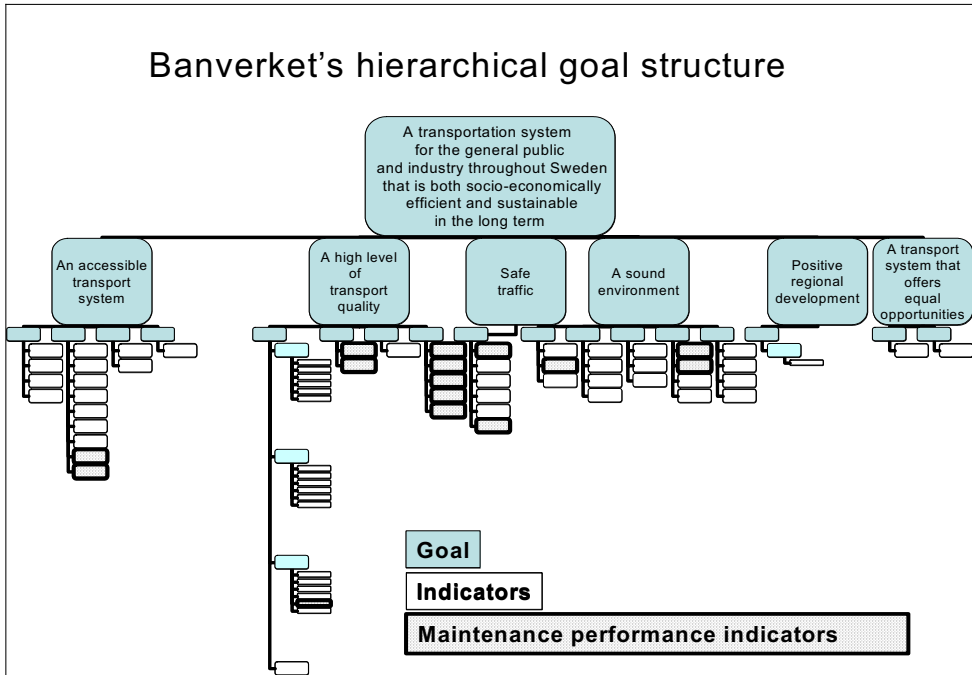 Banverket's hierarchical goal structure
A transportation system
for the general public
and industry throughout Sweden
that is both socio-economically
efficient and sustainable
in the long term
An accessible
transport
system
A high level
of
transport
quality
Safe
traffic
A sound
environment
Positive
regional
development
A transport
system that
offers
equal
opportunities
Goal
Indicators
Maintenance performance indicators